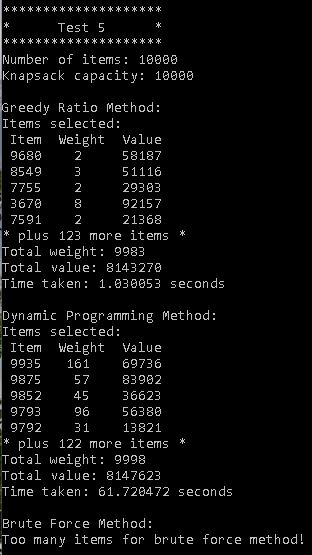 ********************
*      Test 5      *
********************
Number of items: 10000
Knapsack capacity: 10000
Greedy Ratio Method:
Items selected:
Item Weight Value
9680 2 58187
8549 3 51116
7755 2 29303
3670 8 92157
7591 2 21368
* plus 123 more items *
Total weight: 9983
Total value: 8143270
Time taken: 1.030053 seconds
Dynamic Programming Method:
Items selected:
Item Weight Value
9935 161 69736
9875 57 83902
9852 45 36623
9793 96 56380
9792 31 13821
* plus 122 more items *
Total weight: 9998
Total value: 8147623
Time taken: 61.720472 seconds
Brute Force Method:
Too many items for brute force method!